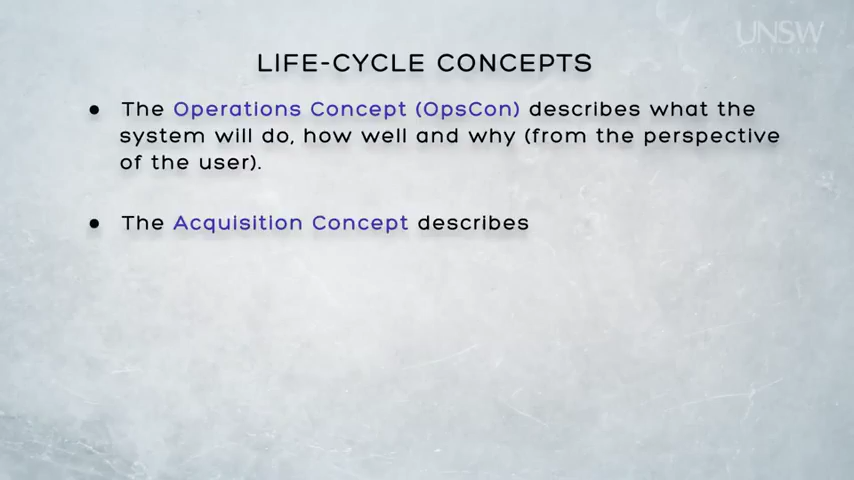 UNSW
AUSTRALIA
LIFE-CYCLE CONCEPTS
• The Operations Concept (OpsCon) describes what the
system will do, how well and why (from the perspective
of the user).
• The Acquisition Concept describes